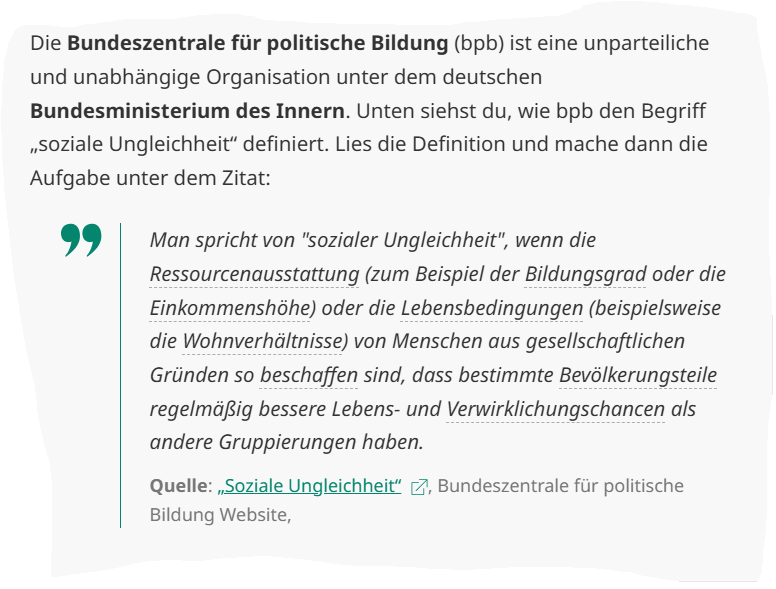 Die Bundeszentrale für politische Bildung (bpb) ist eine unparteiliche
und unabhängige Organisation unter dem deutschen
Bundesministerium des Innern. Unten siehst du, wie bpb den Begriff
„soziale Ungleichheit“ definiert. Lies die Definition und mache dann die
Aufgabe unter dem Zitat:
Man spricht von "sozialer Ungleichheit", wenn die
Ressourcenausstattung (zum Beispiel der Bildungsgrad oder die
Einkommenshöhe) oder die Lebensbedingungen (beispielsweise
die Wohnverhältnisse) von Menschen aus gesellschaftlichen
Gründen so beschaffen sind, dass bestimmte Bevölkerungsteile
regelmäßig bessere Lebens- und Verwirklichungschancen als
andere Gruppierungen haben.
Quelle: „Soziale Ungleichheit“, Bundeszentrale für politische
Bildung Website,